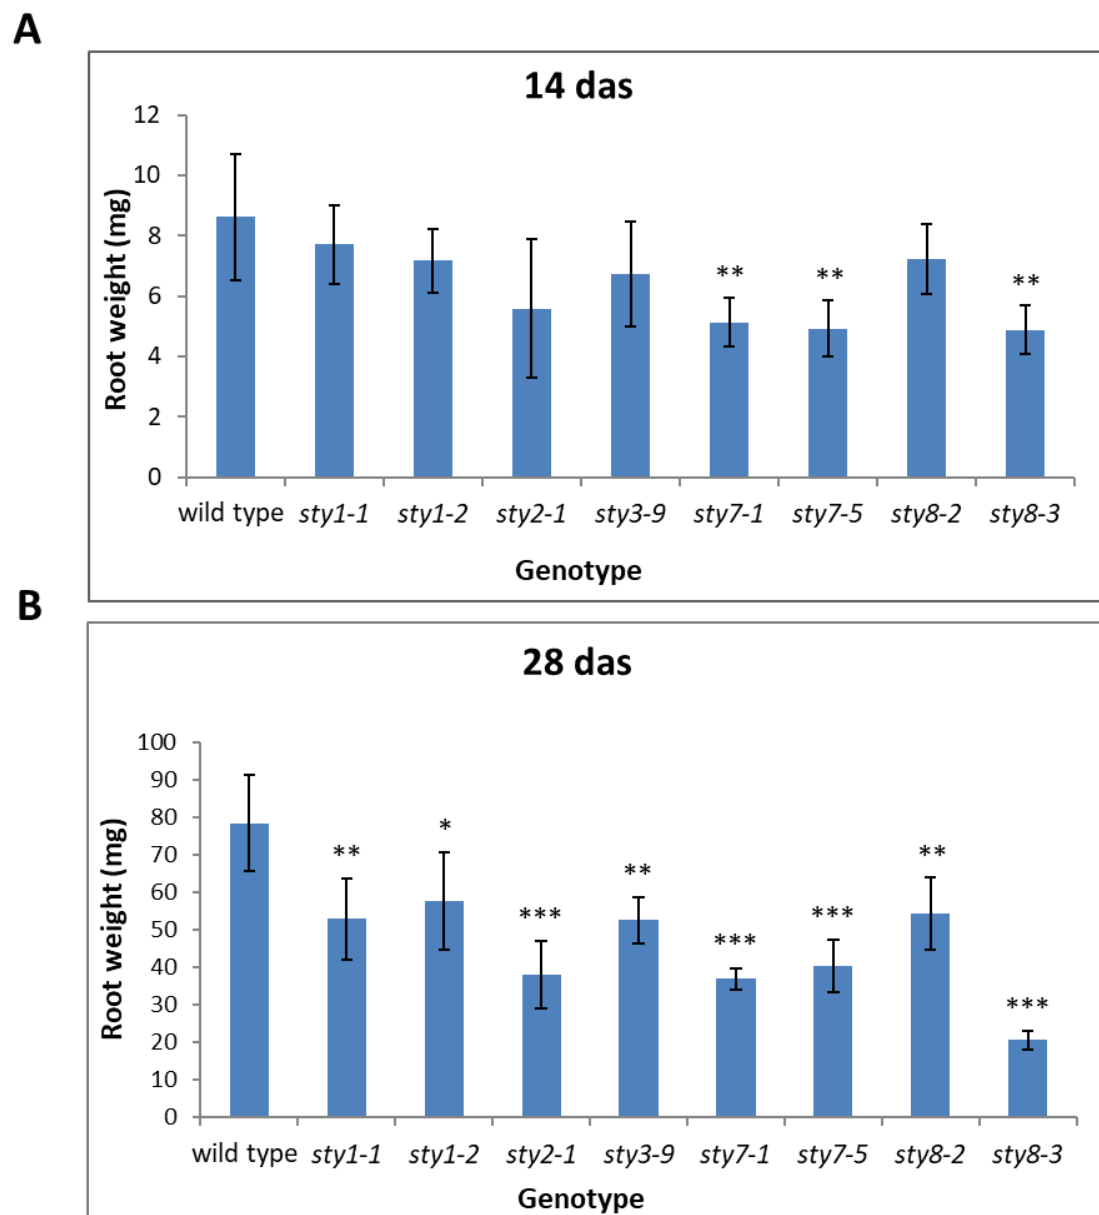 A
14 das
12
10
8
6
4
2
0
Root weight (mg)
** ** **
wild type sty1-1 sty1-2 sty2-1 sty3-9 sty7-1 sty7-5 sty8-2 sty8-3
Genotype
B
28 das
100
90
80
70
60
50
40
30
20
10
0
Root weight (mg)
** * *** ** *** *** ** ***
wild type sty1-1 sty1-2 sty2-1 sty3-9 sty7-1 sty7-5 sty8-2 sty8-3
Genotype